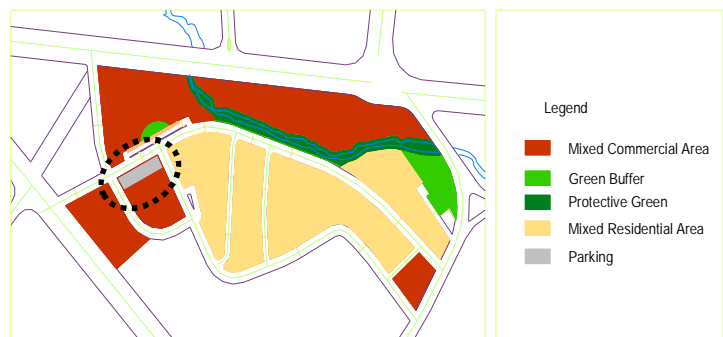 Legend
Mixed Commercial Area
Green Buffer
Protective Green
Mixed Residential Area
Parking